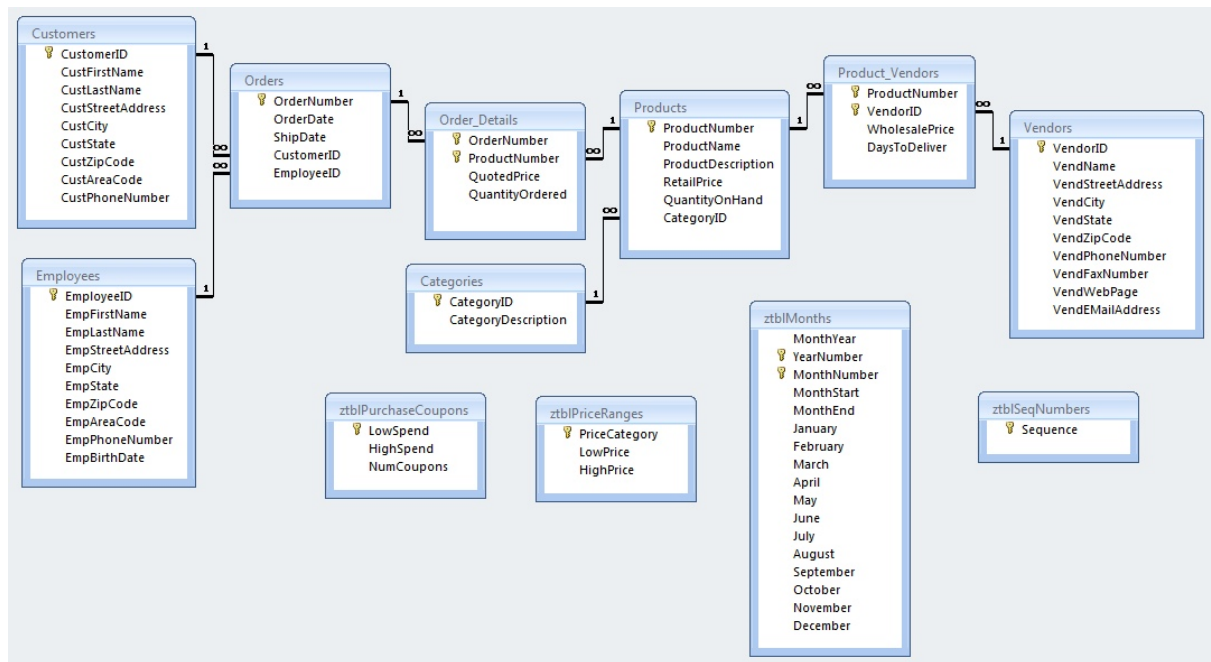 Customers
CustomerID
CustFirstName
CustLastName
CustStreetAddress
CustCity
CustState
CustZipCode
CustAreaCode
CustPhoneNumber
1
∞
∞
Orders
OrderNumber
OrderDate
ShipDate
CustomerID
EmployeeID
1
∞
Order_Details
OrderNumber
ProductNumber
QuotedPrice
QuantityOrdered
∞
1
Products
ProductNumber
ProductName
ProductDescription
RetailPrice
QuantityOnHand
CategoryID
∞
1
∞
Product_Vendors
ProductNumber
VendorID
WholesalePrice
DaysToDeliver
∞
1
Vendors
VendorID
VendName
VendStreetAddress
VendCity
VendState
VendZipCode
VendPhoneNumber
VendFaxNumber
VendWebPage
VendEMailAddress
Employees
EmployeeID
EmpFirstName
EmpLastName
EmpStreetAddress
EmpCity
EmpState
EmpZipCode
EmpAreaCode
EmpPhoneNumber
EmpBirthDate
1
Categories
CategoryID
CategoryDescription
1
ztblPurchaseCoupons
LowSpend
HighSpend
NumCoupons
ztblPriceRanges
PriceCategory
LowPrice
HighPrice
ztblMonths
MonthYear
YearNumber
MonthNumber
MonthStart
MonthEnd
January
February
March
April
May
June
July
August
September
October
November
December
ztblSeqNumbers
Sequence